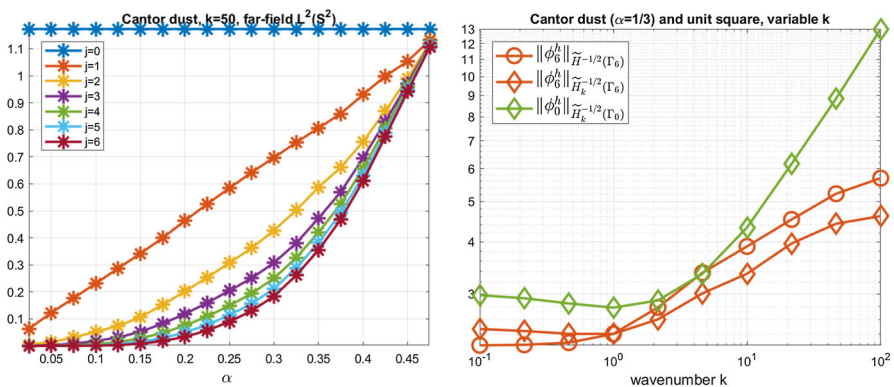 Cantor dust, k=50, far-field L²(S²)
1.1
1
0.9
0.8
0.7
0.6
0.5
0.4
0.3
0.2
0.1
j=0
j=1
j=2
j=3
j=4
j=5
j=6
0.05 0.1 0.15 0.2 0.25 0.3 0.35 0.4 0.45
α
Cantor dust (α=1/3) and unit square, variable k
13
12
11
10
9
8
7
6
5
4
3
‖ϕ₆ʰ‖_{H̃^{-1/2}(Γ₆)}
‖ϕ₆ʰ‖_{H̃ₖ^{-1/2}(Γ₆)}
‖ϕ₀ʰ‖_{H̃ₖ^{-1/2}(Γ₀)}
10⁻¹ 10⁰ 10¹ 10²
wavenumber k